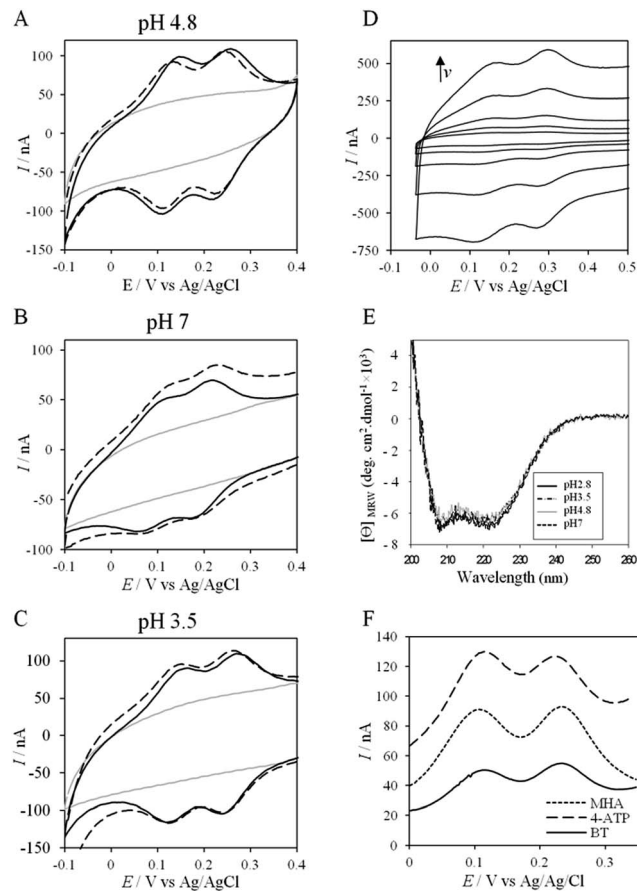 A
pH 4.8
I / nA
100
50
0
-50
-100
-150
-0.1 0 0.1 0.2 0.3 0.4
E / V vs Ag/AgCl
B
pH 7
I / nA
100
50
0
-50
-100
-0.1 0 0.1 0.2 0.3 0.4
E / V vs Ag/AgCl
C
pH 3.5
I / nA
100
50
0
-50
-100
-150
-0.1 0 0.1 0.2 0.3 0.4
E / V vs Ag/AgCl
D
v
I / nA
500
250
0
-250
-500
-750
0.0 0.1 0.2 0.3 0.4 0.5
E / V vs Ag/AgCl
E
[Θ] MRW (deg. cm².dmol⁻¹×10³)
4
2
0
-2
-4
-6
- 8
pH2.8
pH3.5
pH4.8
pH7
200 210 220 230 240 250 260
Wavelength (nm)
F
I / nA
140
120
100
80
60
40
20
MHA
4-ATP
BT
0 0.1 0.2 0.3
E / V vs Ag/Ag/Cl